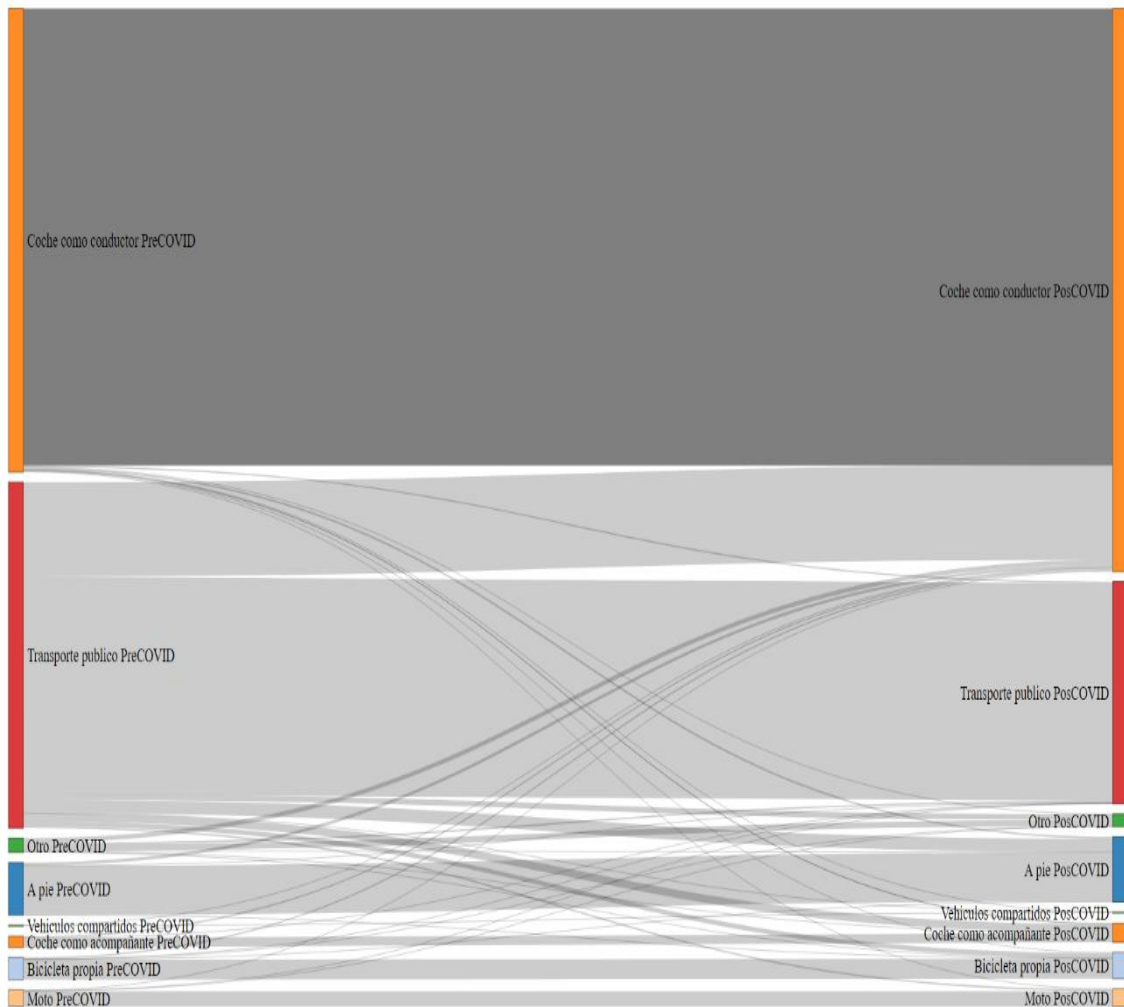 Coche como conductor PreCOVID
Coche como conductor PosCOVID
Transporte publico PreCOVID
Transporte publico PosCOVID
Otro PreCOVID
Otro PosCOVID
A pie PreCOVID
A pie PosCOVID
Vehiculos compartidos PreCOVID
Vehiculos compartidos PosCOVID
Coche como acompañante PreCOVID
Coche como acompañante PosCOVID
Bicicleta propia PreCOVID
Bicicleta propia PosCOVID
Moto PreCOVID
Moto PosCOVID